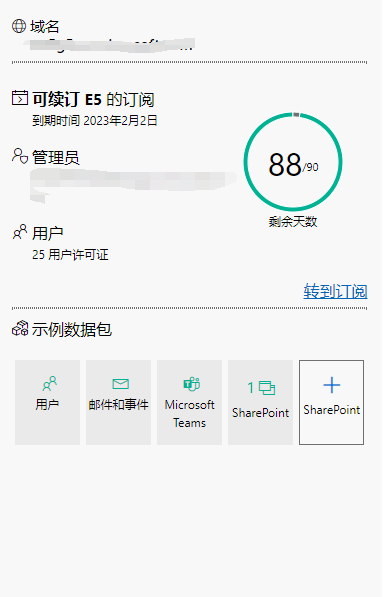 域名
可续订 E5 的订阅
到期时间 2023年2月2日
88/90
剩余天数
管理员
用户
25 用户许可证
转到订阅
示例数据包
用户
邮件和事件
Microsoft
Teams
1
SharePoint
SharePoint